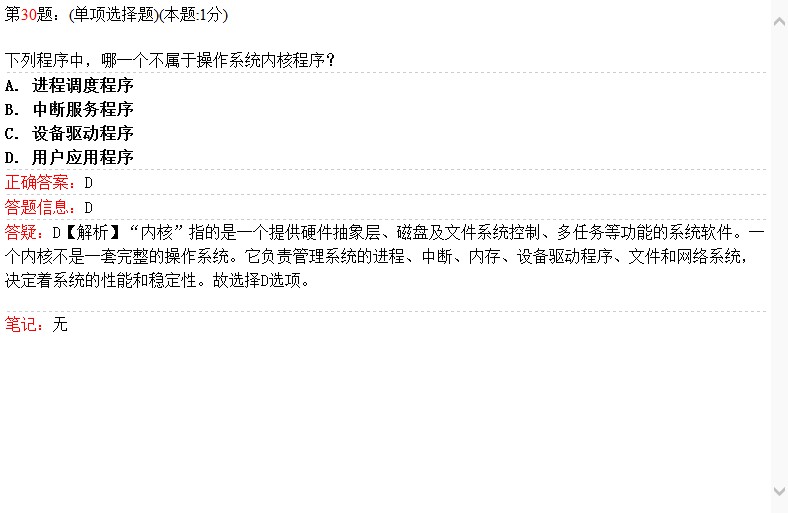 第30题：(单项选择题)(本题:1分)
下列程序中，哪一个不属于操作系统内核程序？
A. 进程调度程序
B. 中断服务程序
C. 设备驱动程序
D. 用户应用程序
正确答案：D
答题信息：D
答疑：D【解析】“内核”指的是一个提供硬件抽象层、磁盘及文件系统控制、多任务等功能的系统软件。一
个内核不是一套完整的操作系统。它负责管理系统的进程、中断、内存、设备驱动程序、文件和网络系统，
决定着系统的性能和稳定性。故选择D选项。
笔记：无